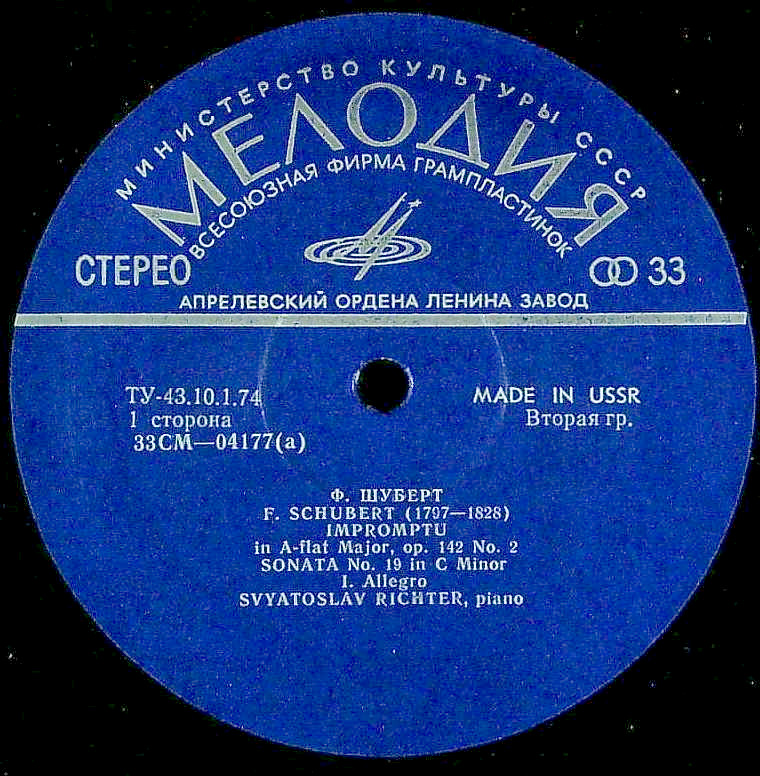 МИНИСТЕРСТВО КУЛЬТУРЫ СССР
МЕЛОДИЯ
ВСЕСОЮЗНАЯ ФИРМА ГРАМПЛАСТИНОК
СТЕРЕО
33
АПРЕЛЕВСКИЙ ОРДЕНА ЛЕНИНА ЗАВОД
ТУ-43.10.1.74
MADE IN USSR
1 сторона
Вторая гр.
33СМ—04177(а)
Ф. ШУБЕРТ
F. SCHUBERT (1797—1828)
IMPROMPTU
in A-flat Major, op. 142 No. 2
SONATA No. 19 in C Minor
I. Allegro
SVYATOSLAV RICHTER, piano